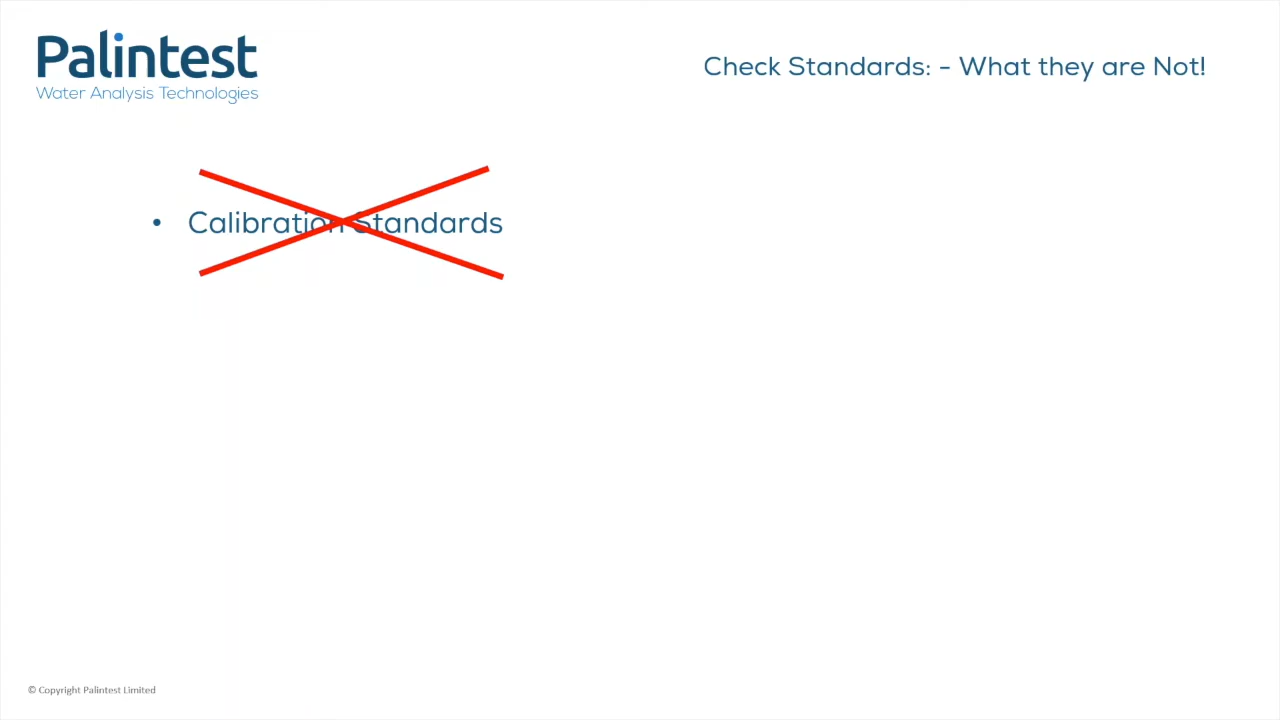 Palintest
Water Analysis Technologies
Check Standards: - What they are Not!
• Calibration Standards
© Copyright Palintest Limited